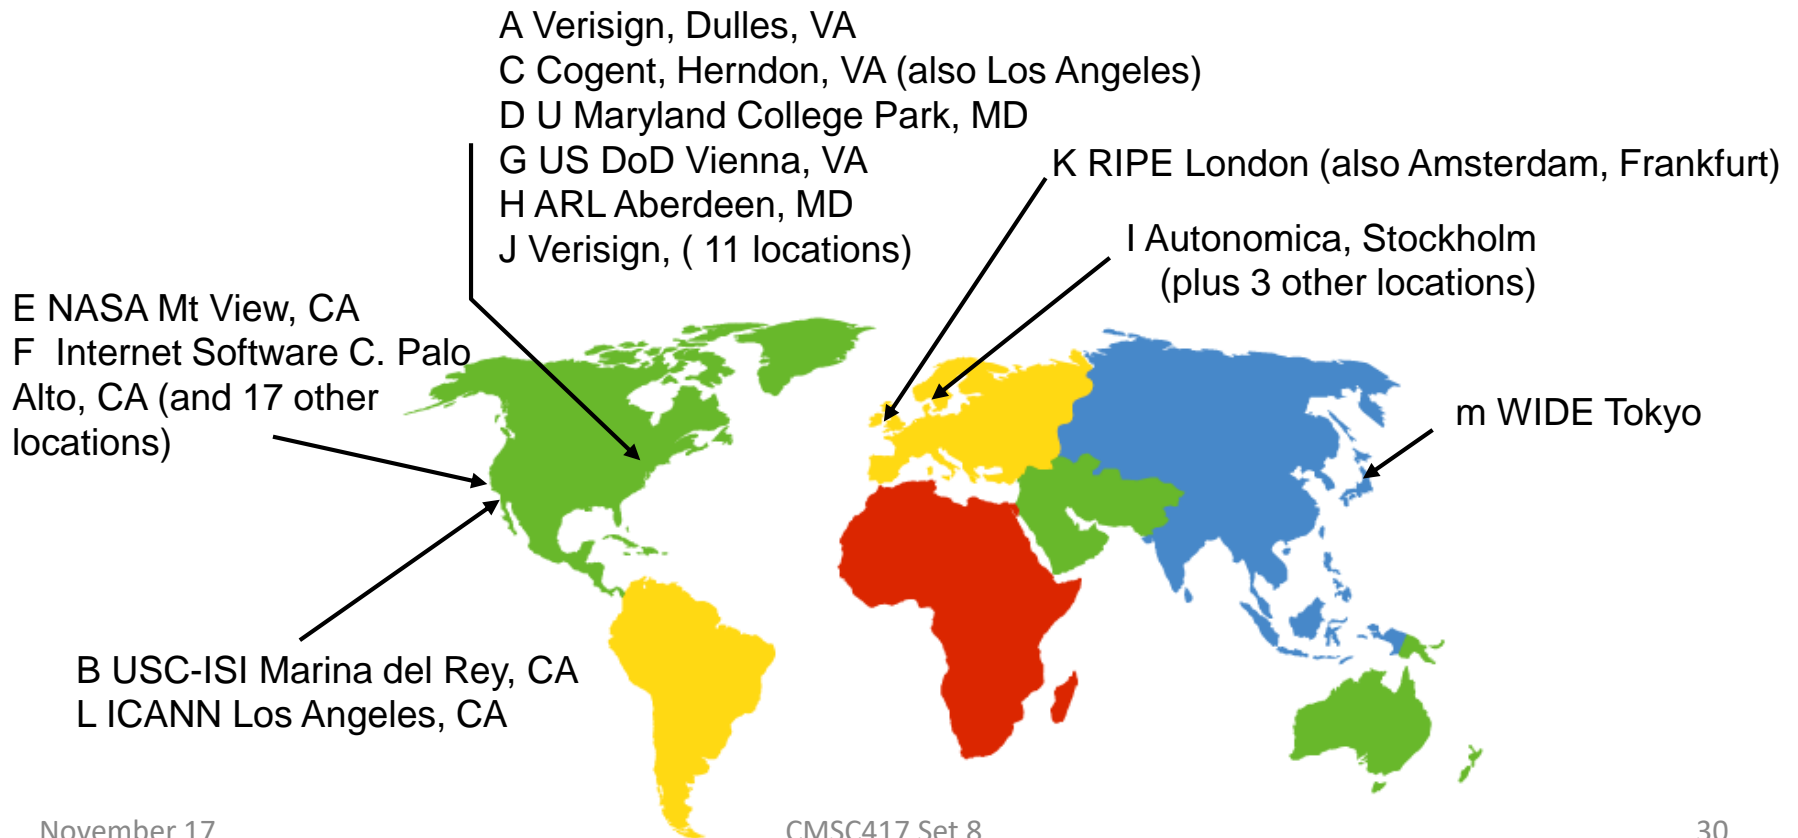 A Verisign, Dulles, VA
C Cogent, Herndon, VA (also Los Angeles)
D U Maryland College Park, MD
G US DoD Vienna, VA
H ARL Aberdeen, MD
J Verisign, ( 11 locations)
K RIPE London (also Amsterdam, Frankfurt)
I Autonomica, Stockholm
(plus 3 other locations)
E NASA Mt View, CA
F Internet Software C. Palo
Alto, CA (and 17 other
locations)
m WIDE Tokyo
B USC-ISI Marina del Rey, CA
L ICANN Los Angeles, CA
November 17
CMSC417 Set 8
30